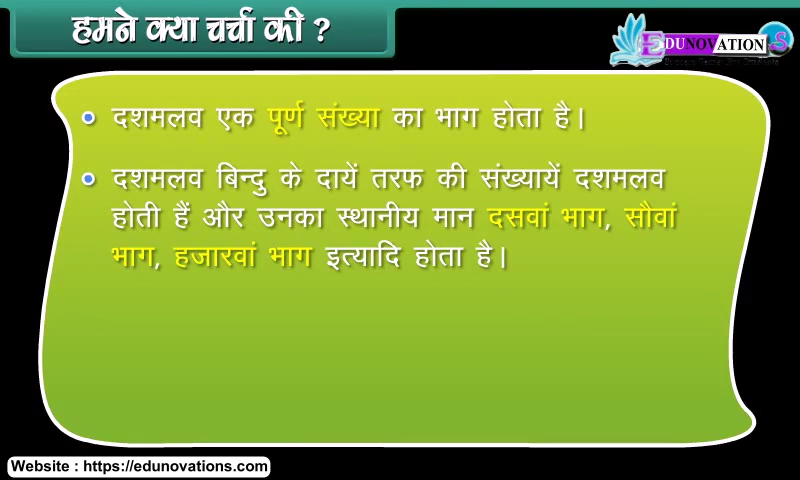 हमने क्या चर्चा की ?
EDUNOVATIONS
दशमलव एक पूर्ण संख्या का भाग होता है।
दशमलव बिन्दु के दायें तरफ की संख्यायें दशमलव
होती हैं और उनका स्थानीय मान दसवां भाग, सौवां
भाग, हजारवां भाग इत्यादि होता है।
Website : https://edunovations.com